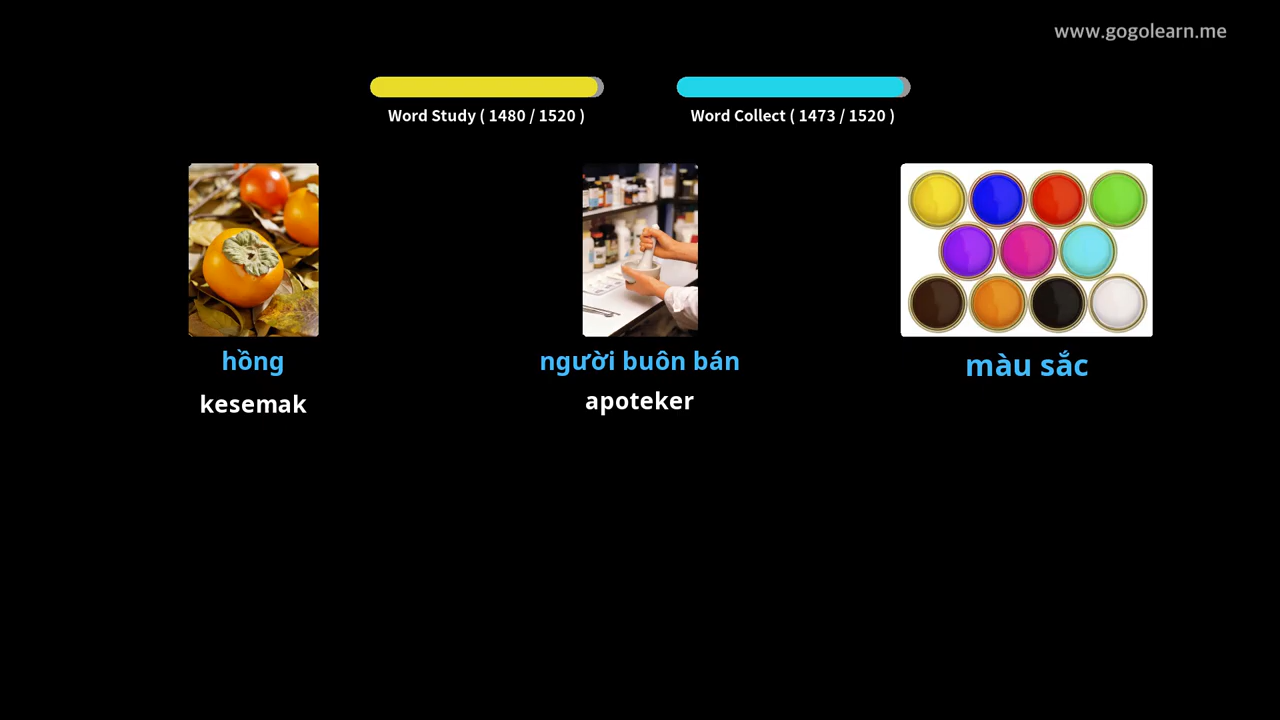 www.gogolearn.me
Word Study ( 1480 / 1520 )
Word Collect ( 1473 / 1520 )
hồng
người buôn bán
màu sắc
kesemak
apoteker